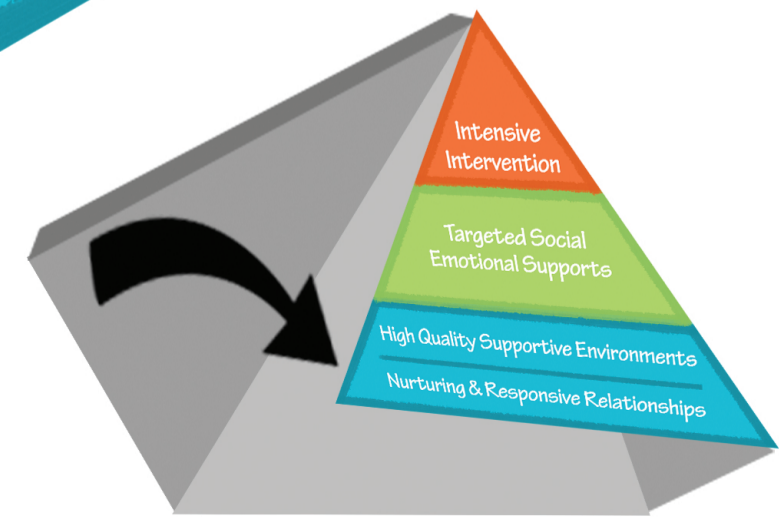 Intensive
Intervention
Targeted Social
Emotional Supports
High Quality Supportive Environments
Nurturing & Responsive Relationships